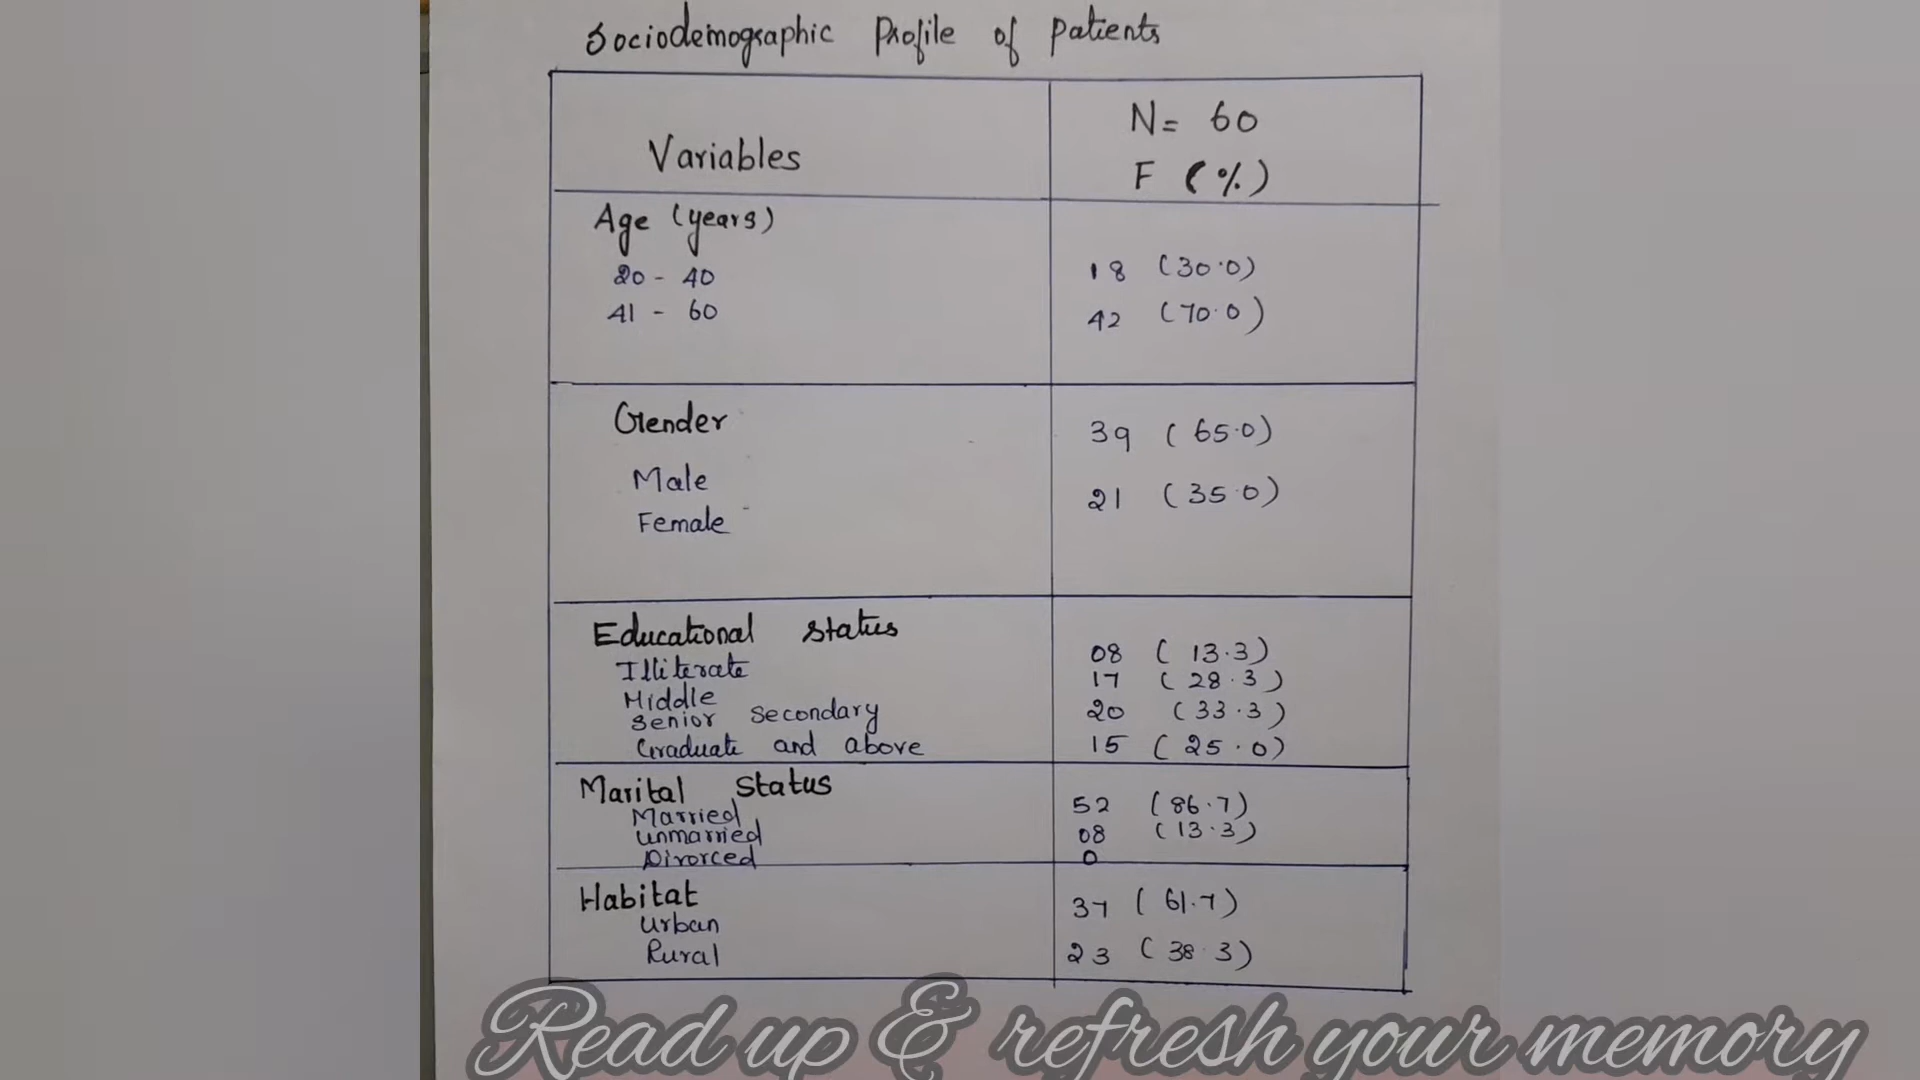 Sociodemographic Profile of patients
Variables
N= 60
F (%)
Age (years)
20 - 40 18 (30.0)
41 - 60 42 (70.0)
Gender
Male 39 (65.0)
Female 21 (35.0)
Educational status
Illiterate 08 (13.3)
Middle 17 (28.3)
Senior Secondary 20 (33.3)
Graduate and above 15 (25.0)
Marital Status
Married 52 (86.7)
Unmarried 08 (13.3)
Divorced 0
Habitat
Urban 37 (61.7)
Rural 23 (38.3)
Read up & refresh your memory